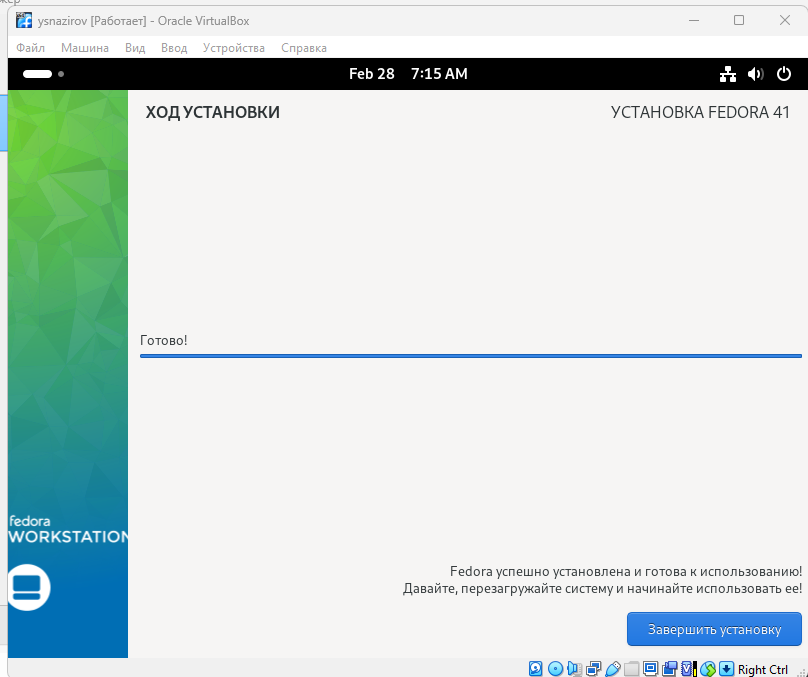 ysnazirov [Работает] - Oracle VirtualBox
Файл Машина Вид Ввод Устройства Справка
Feb 28 7:15 AM
ХОД УСТАНОВКИ
УСТАНОВКА FEDORA 41
Готово!
fedora
WORKSTATION
Fedora успешно установлена и готова к использованию!
Давайте, перезагружайте систему и начинайте использовать ее!
Завершить установку
Right Ctrl